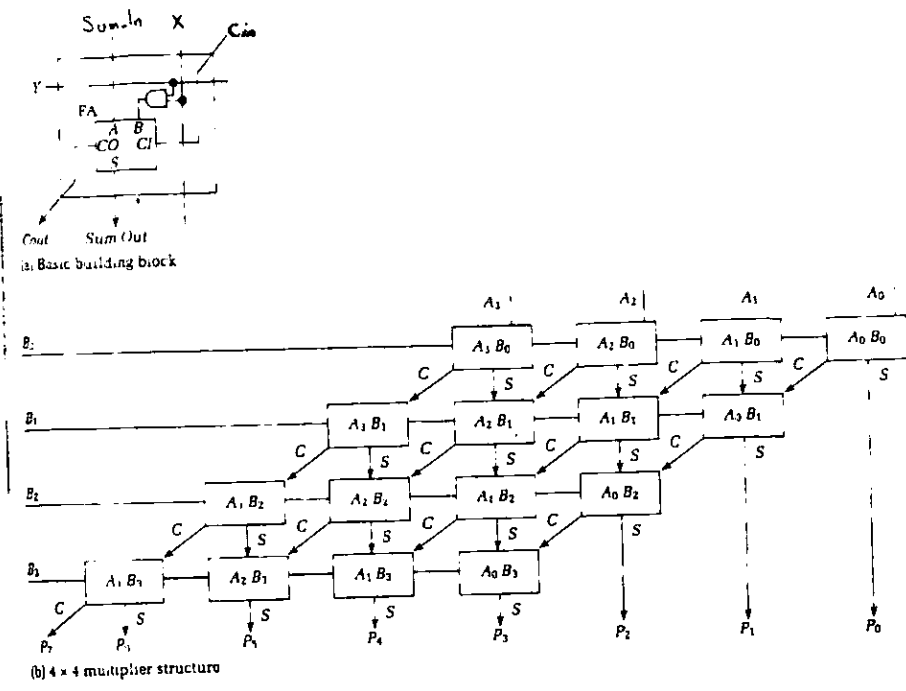 Sum-In X Cin
Y
FA
A B
CO CI
S
Cout Sum Out
(a) Basic building block
A₃ A₂ A₁ A₀
A₃ B₀ A₂ B₀ A₁ B₀ A₀ B₀
C S C S C S C S
B₁
A₃ B₁ A₂ B₁ A₁ B₁ A₀ B₁
C S C S C S C S
B₂
A₃ B₂ A₂ B₂ A₁ B₂ A₀ B₂
C S C S C S C S
B₃
A₃ B₃ A₂ B₃ A₁ B₃ A₀ B₃
C S S S S
P₇ P₅ P₄ P₃ P₂ P₁ P₀
(b) 4 × 4 multiplier structure